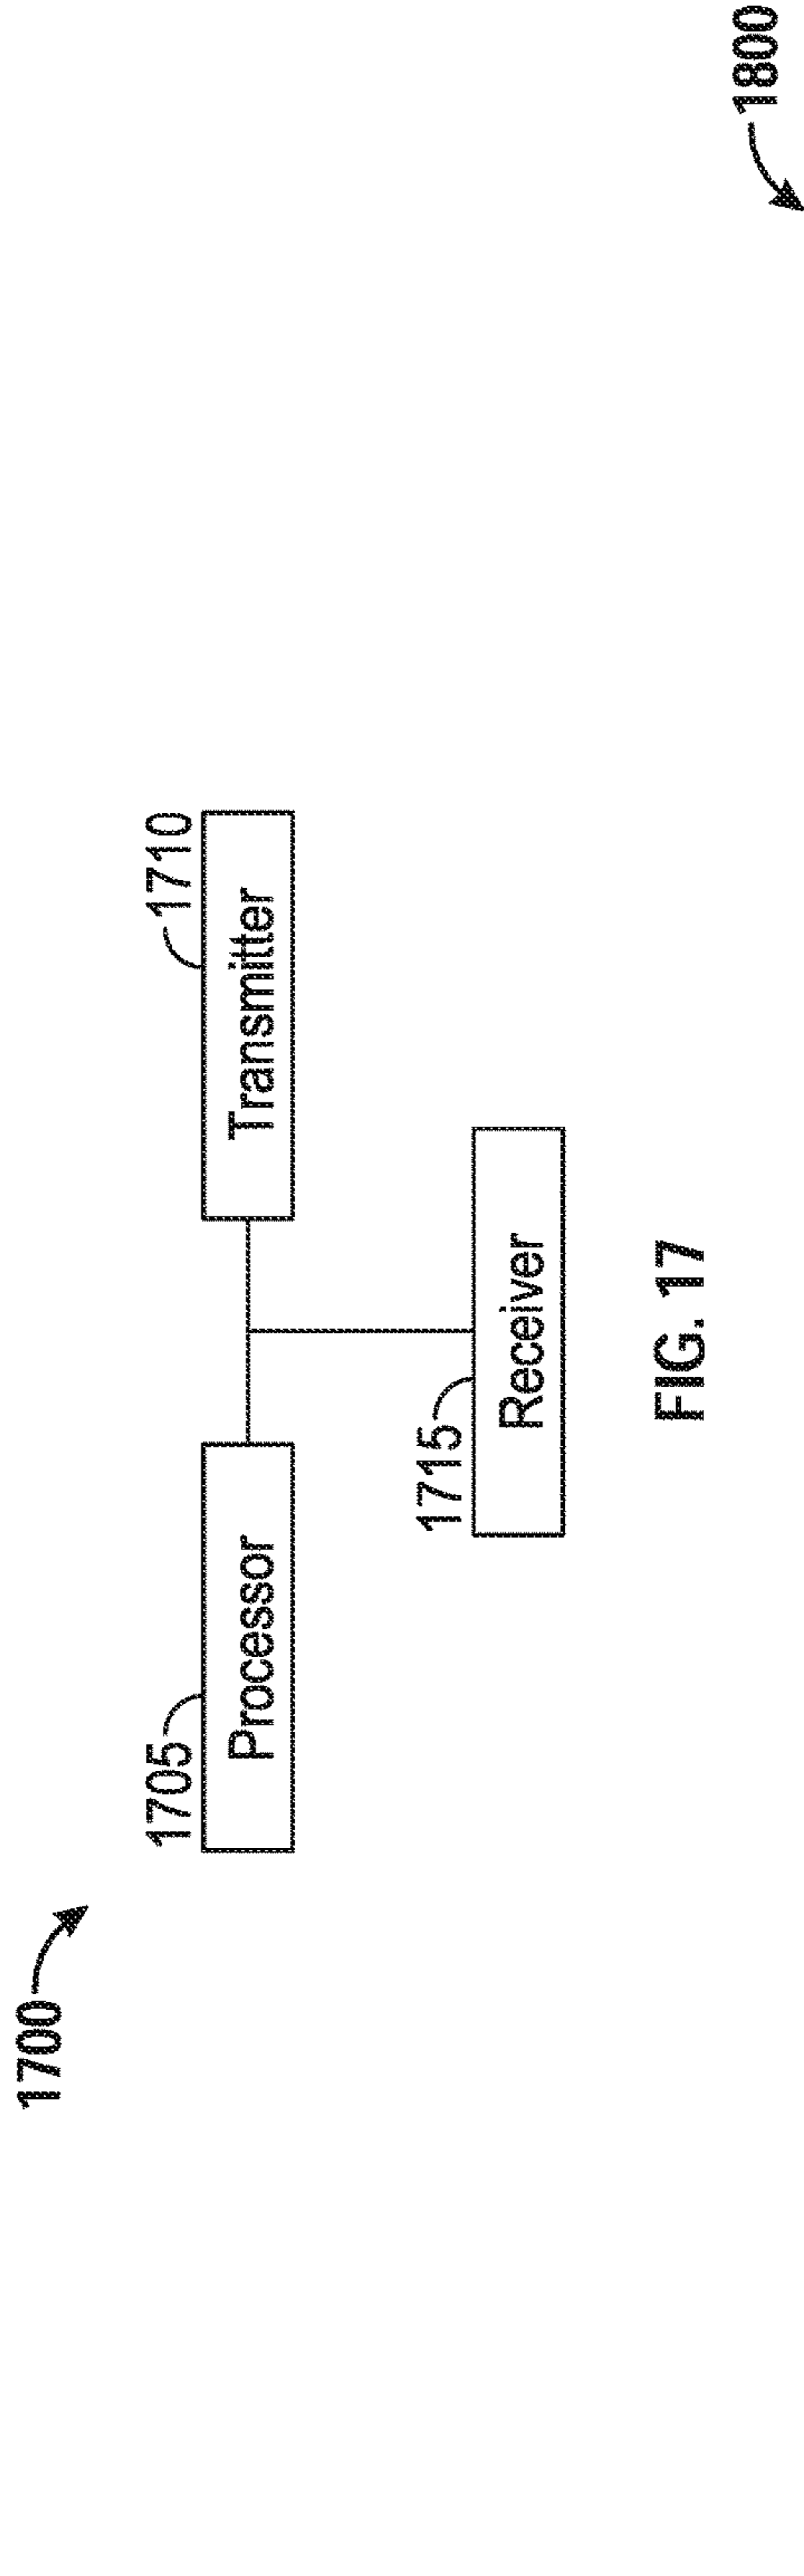 1700
1705
Processor
1710
Transmitter
1715
Receiver
FIG. 17
1800